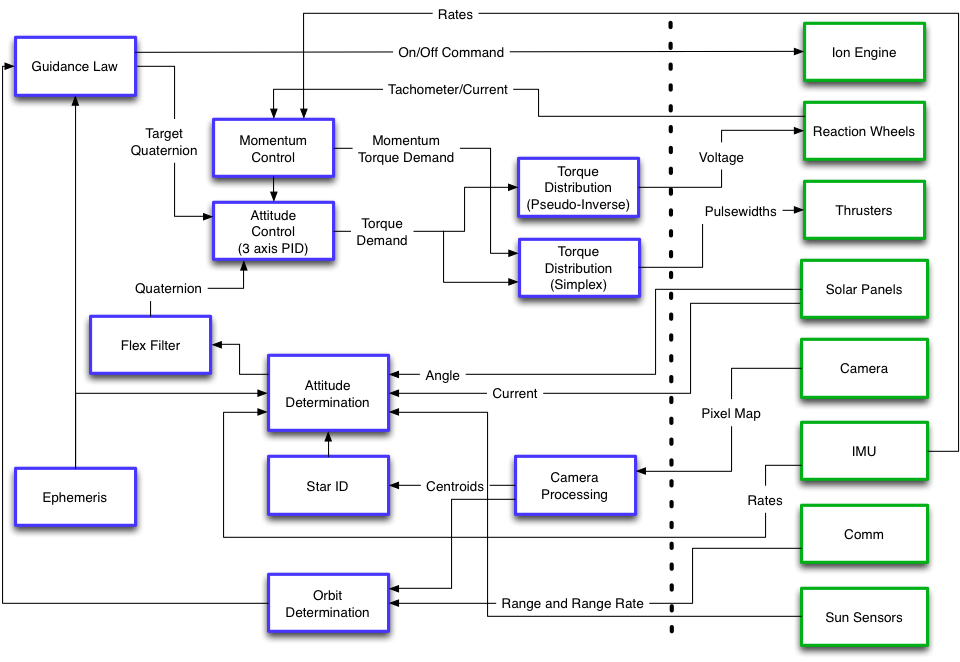 Rates
Guidance Law
On/Off Command
Ion Engine
Tachometer/Current
Target
Quaternion
Momentum
Control
Momentum
Torque Demand
Reaction Wheels
Voltage
Torque
Distribution
(Pseudo-Inverse)
Attitude
Control
(3 axis PID)
Torque
Demand
Pulsewidths
Thrusters
Torque
Distribution
(Simplex)
Quaternion
Solar Panels
Flex Filter
Attitude
Determination
Angle
Current
Camera
Pixel Map
IMU
Ephemeris
Star ID
Centroids
Camera
Processing
Rates
Comm
Orbit
Determination
Range and Range Rate
Sun Sensors